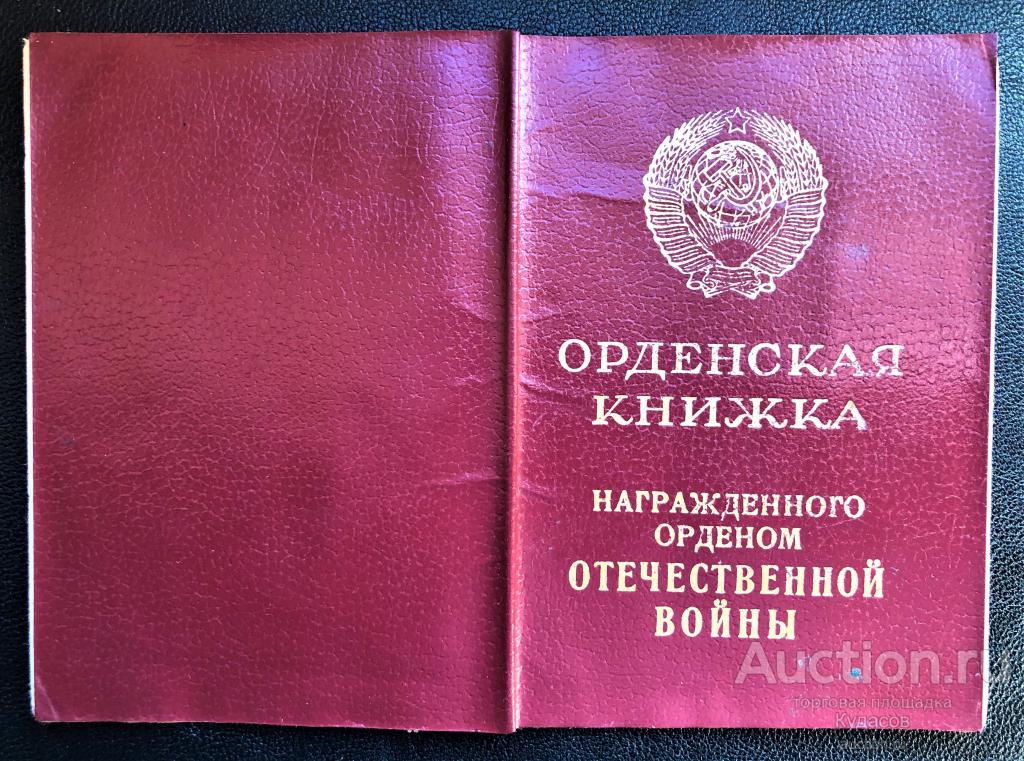 ОРДЕНСКАЯ
КНИЖКА
НАГРАЖДЕННОГО
ОРДЕНОМ
ОТЕЧЕСТВЕННОЙ
ВОЙНЫ
Auction.ru
торговая площадка
Кудасов